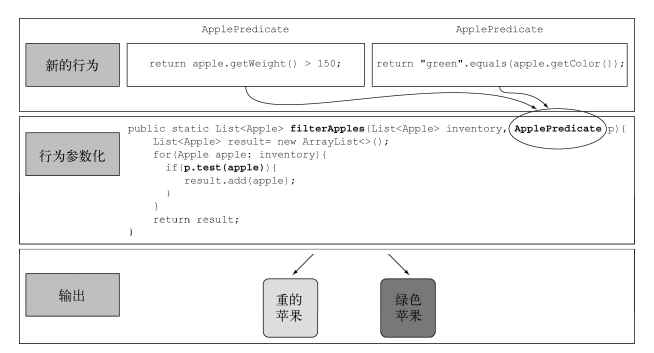 ApplePredicate
ApplePredicate
新的行为
return apple.getWeight() > 150;
return "green".equals(apple.getColor());
public static List<Apple> filterApples(List<Apple> inventory, ApplePredicate p){
List<Apple> result= new ArrayList<>();
for(Apple apple: inventory){
行为参数化
if(p.test(apple)){
result.add(apple);
}
}
return result;
}
输出
重的
苹果
绿色
苹果